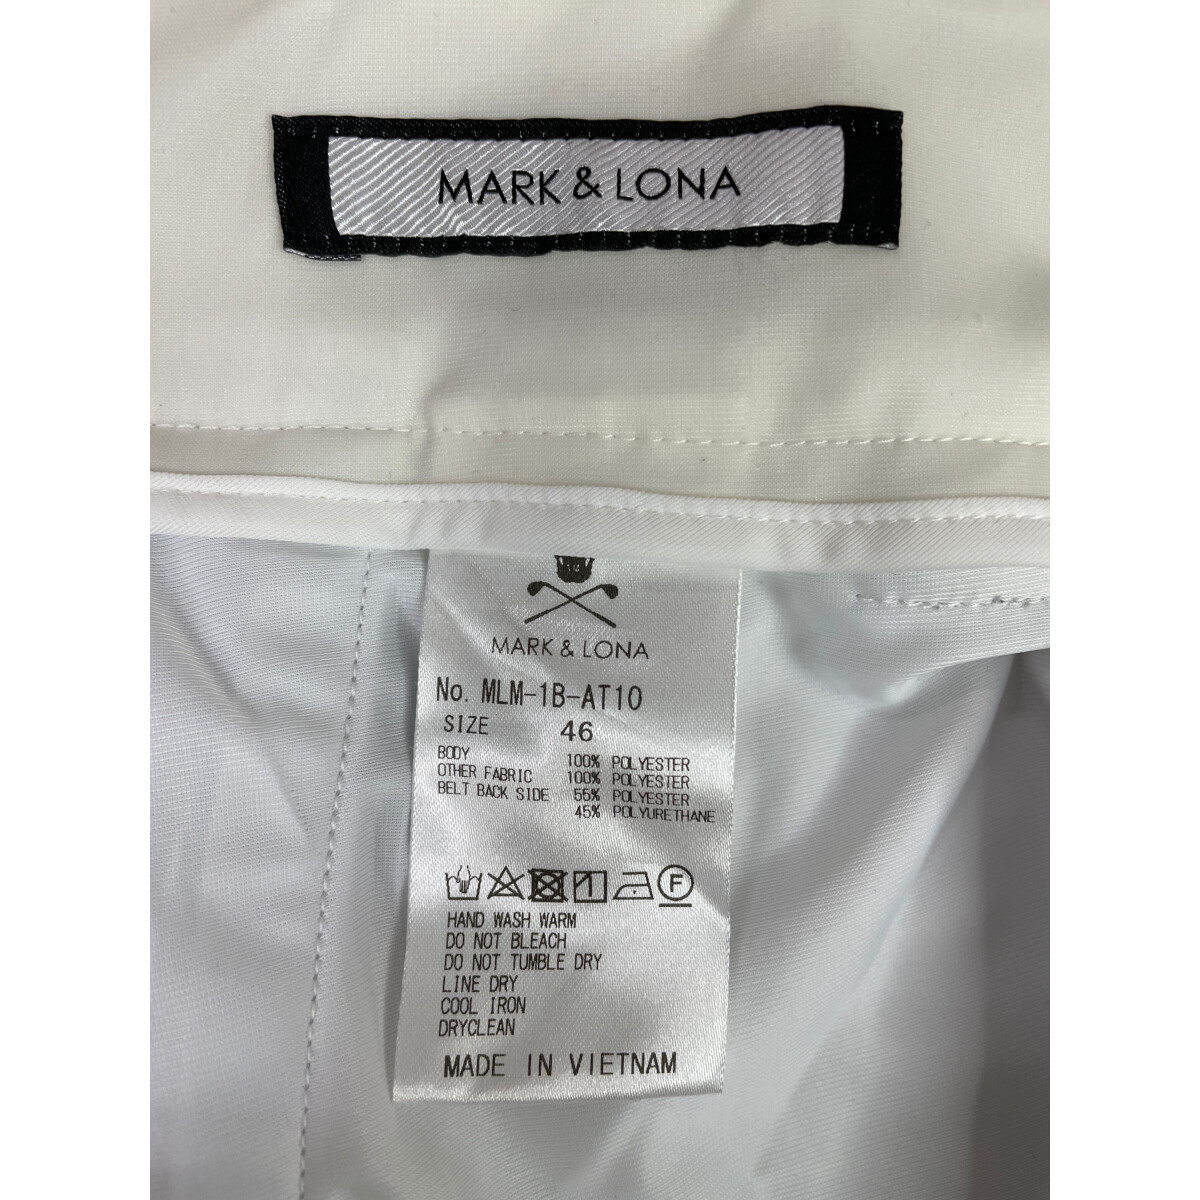 MARK & LONA
MARK & LONA
No. MLM-1B-AT10
SIZE 46
BODY 100% POLYESTER
OTHER FABRIC 100% POLYESTER
BELT BACK SIDE 55% POLYESTER
45% POLYURETHANE
1 F
HAND WASH WARM
DO NOT BLEACH
DO NOT TUMBLE DRY
LINE DRY
COOL IRON
DRYCLEAN
MADE IN VIETNAM